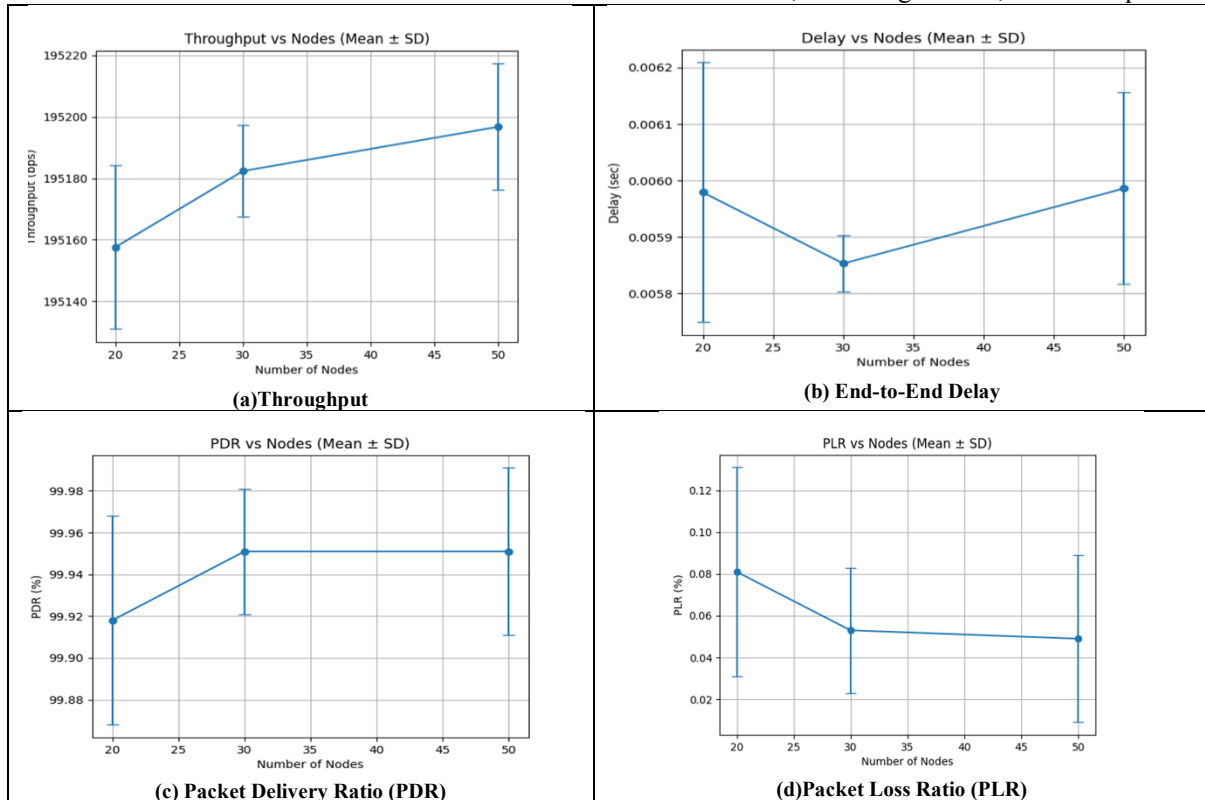 Throughput vs Nodes (Mean ± SD)
195220
195200
195180
195160
195140
Throughput (bps)
20 25 30 35 40 45 50
Number of Nodes
(a)Throughput
Delay vs Nodes (Mean ± SD)
0.0062
0.0061
0.0060
0.0059
0.0058
Delay (sec)
20 25 30 35 40 45 50
Number of Nodes
(b) End-to-End Delay
PDR vs Nodes (Mean ± SD)
99.98
99.96
99.94
99.92
99.90
99.88
PDR (%)
20 25 30 35 40 45 50
Number of Nodes
(c) Packet Delivery Ratio (PDR)
PLR vs Nodes (Mean ± SD)
0.12
0.10
0.08
0.06
0.04
0.02
PLR (%)
20 25 30 35 40 45 50
Number of Nodes
(d)Packet Loss Ratio (PLR)